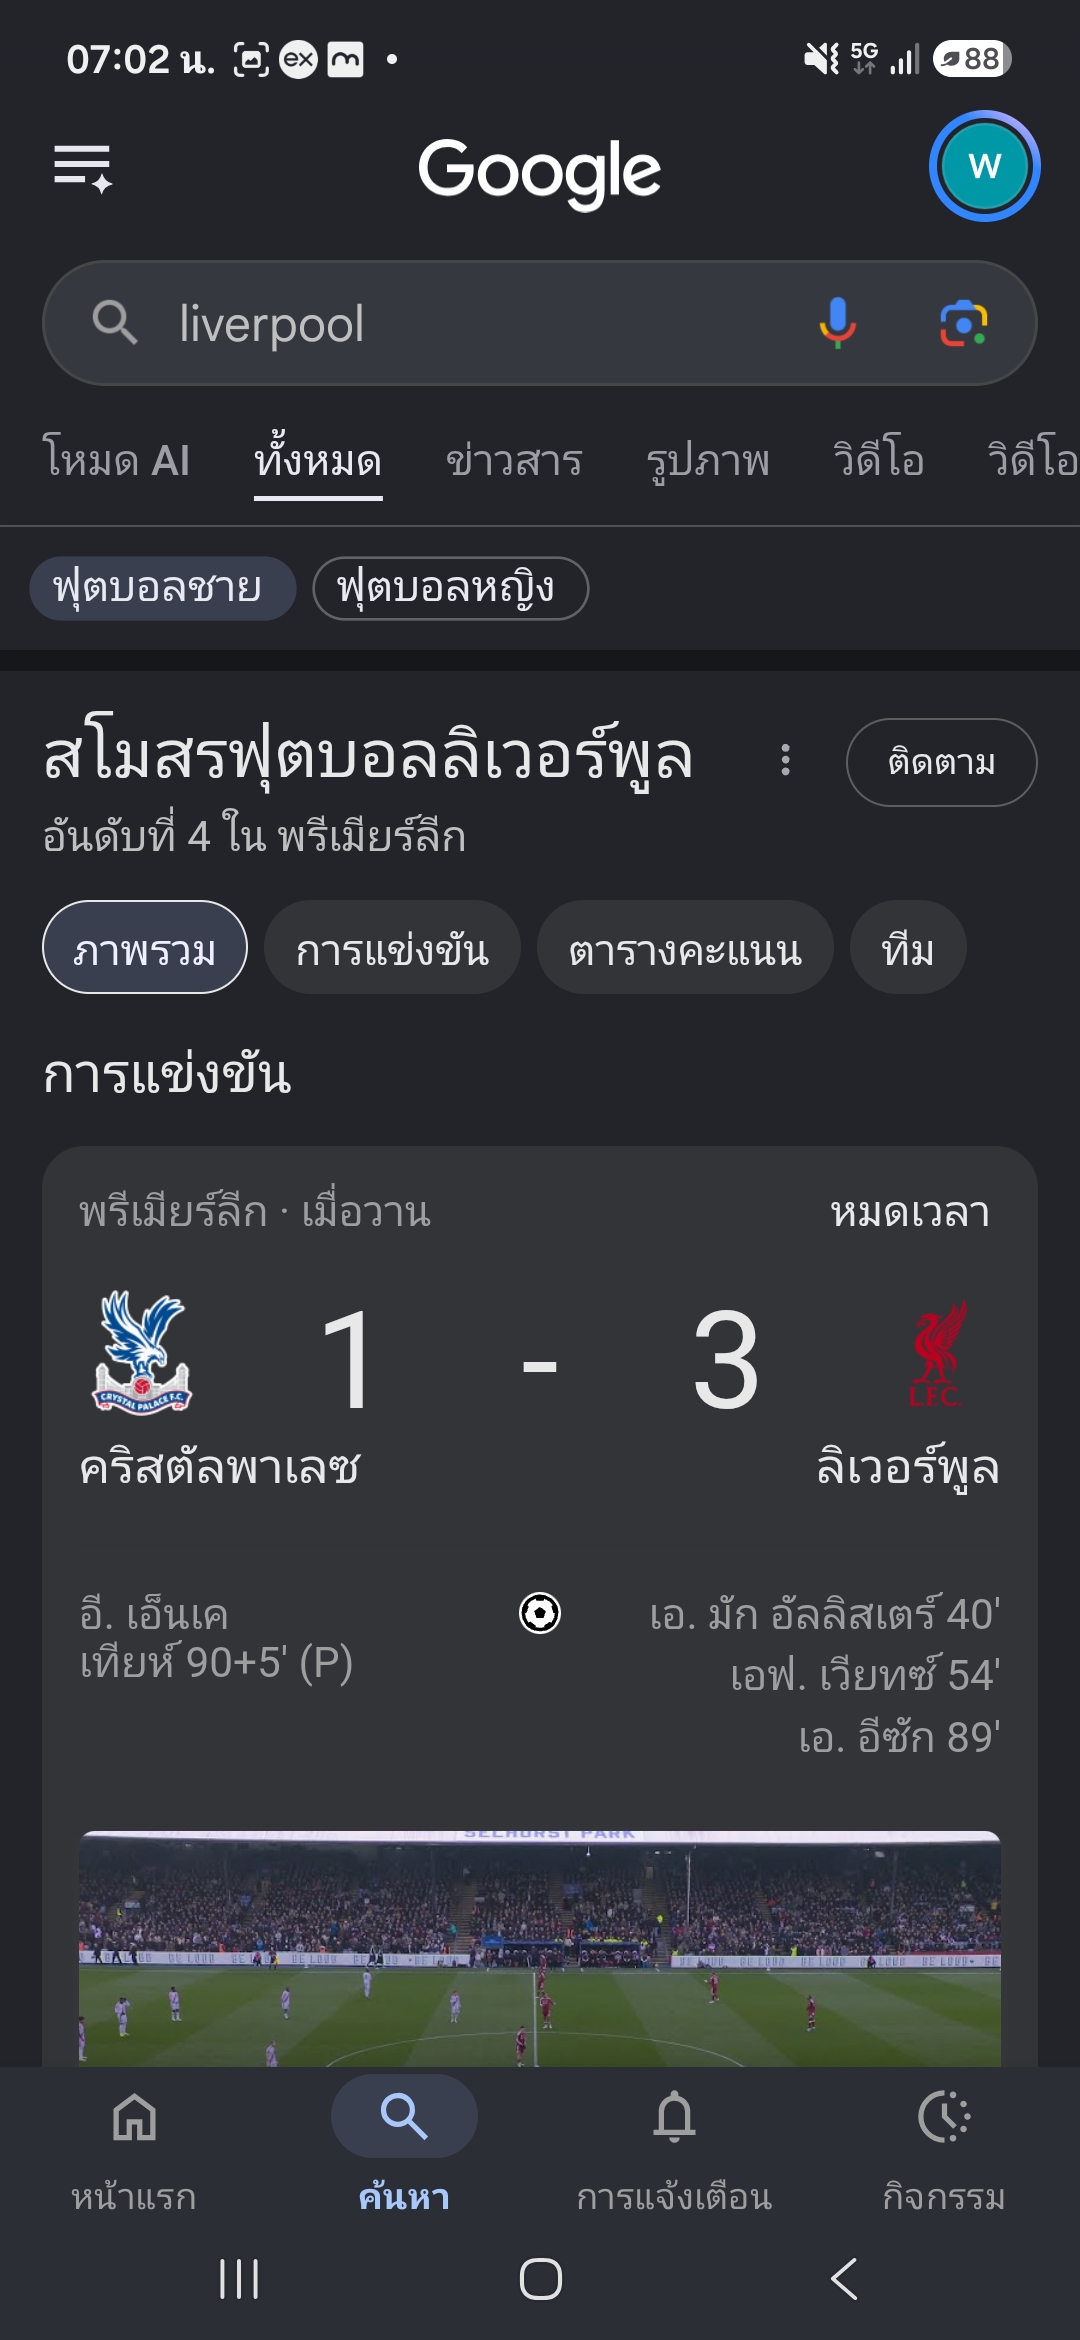 07:02 น.
ex
5G
88
Google
W
liverpool
โหมด AI ทั้งหมด ข่าวสาร รูปภาพ วิดีโอ วิดีโอ
ฟุตบอลชาย ฟุตบอลหญิง
สโมสรฟุตบอลลิเวอร์พูล
ติดตาม
อันดับที่ 4 ใน พรีเมียร์ลีก
ภาพรวม การแข่งขัน ตารางคะแนน ทีม
การแข่งขัน
พรีเมียร์ลีก · เมื่อวาน หมดเวลา
1 - 3
CRYSTAL PALACE F.C.
L.F.C.
คริสตัลพาเลซ ลิเวอร์พูล
อี. เอ็นเค
เทียห์ 90+5' (P)
เอ. มัก อัลลิสเตร์ 40'
เอฟ. เวียทซ์ 54'
เอ. อีซัก 89'
SELHURST PARK
หน้าแรก ค้นหา การแจ้งเตือน กิจกรรม